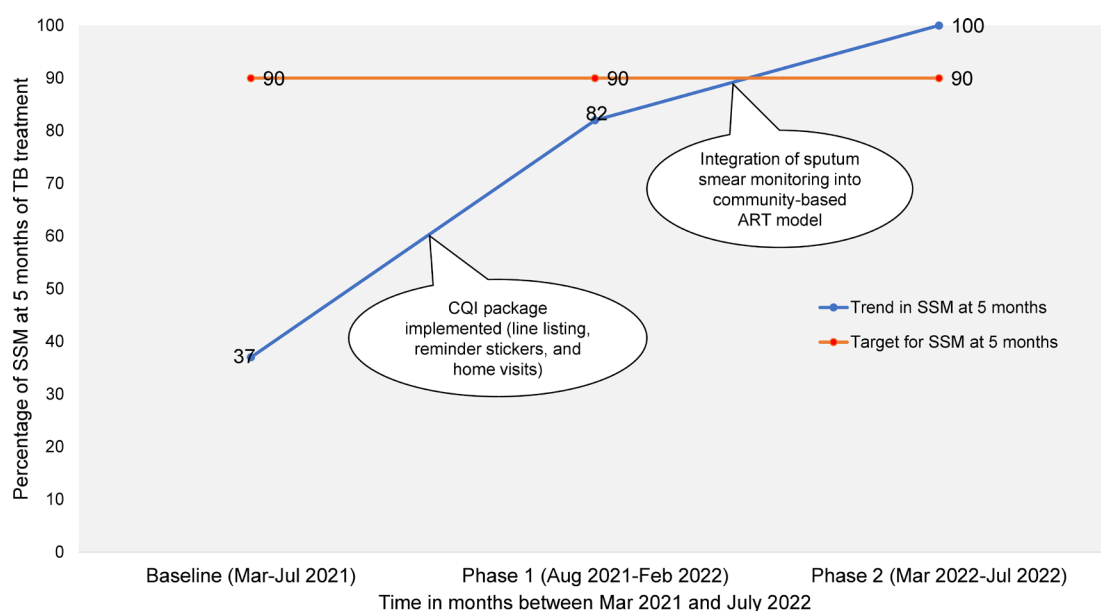 Percentage of SSM at 5 months of TB treatment
100
90
80
70
60
50
40
30
20
10
0
90
90
90
37
82
100
CQI package
implemented (line listing,
reminder stickers, and
home visits)
Integration of sputum
smear monitoring into
community-based
ART model
Trend in SSM at 5 months
Target for SSM at 5 months
Baseline (Mar-Jul 2021)
Phase 1 (Aug 2021-Feb 2022)
Phase 2 (Mar 2022-Jul 2022)
Time in months between Mar 2021 and July 2022